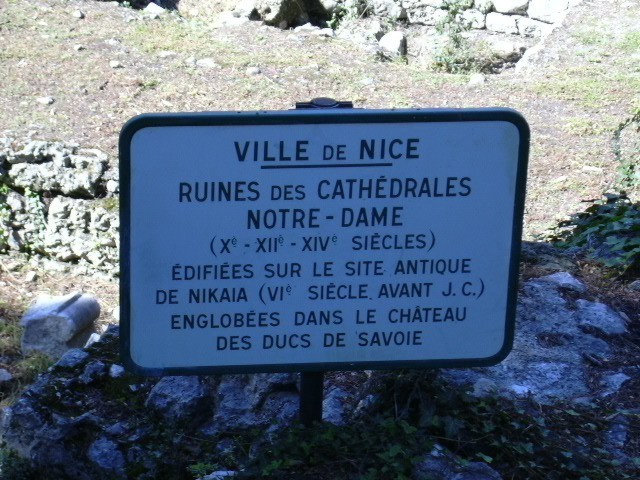 VILLE DE NICE
RUINES DES CATHÉDRALES
NOTRE-DAME
(Xᵉ - XIIᵉ - XIVᵉ SIÈCLES)
ÉDIFIÉES SUR LE SITE ANTIQUE
DE NIKAIA (VIᵉ SIÈCLE AVANT J.C.)
ENGLOBÉES DANS LE CHÂTEAU
DES DUCS DE SAVOIE